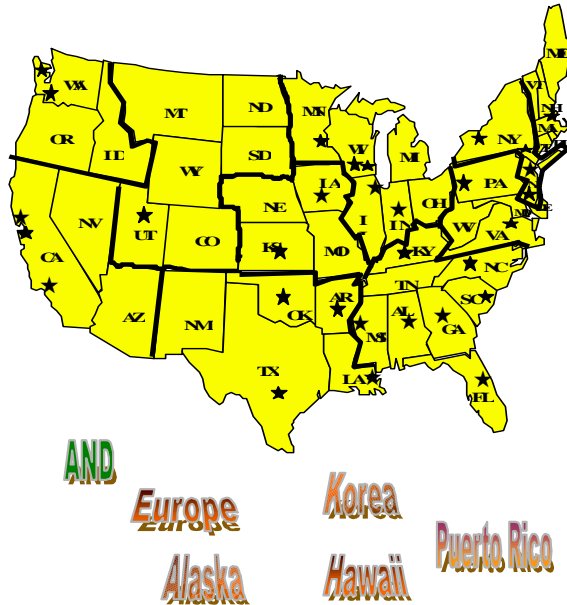 ME
WA
VT
MT
ND
MN
NH
OR
NY
MA
ID
SD
WI
MI
WY
IA
PA
NE
OH
NV
IN
UT
CO
WV
VA
CA
KS
MO
KY
NC
TN
AZ
NM
OK
AR
SC
MS
AL
GA
TX
LA
FL
AND
Europe
Korea
Puerto Rico
Alaska
Hawaii